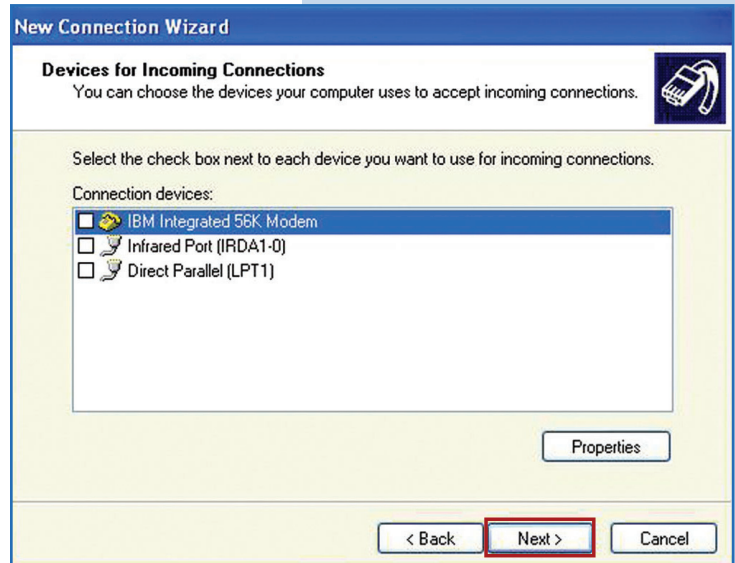 New Connection Wizard
Devices for Incoming Connections
You can choose the devices your computer uses to accept incoming connections.
Select the check box next to each device you want to use for incoming connections.
Connection devices:
IBM Integrated 56K Modem
Infrared Port (IRDA1-0)
Direct Parallel (LPT1)
Properties
< Back Next > Cancel